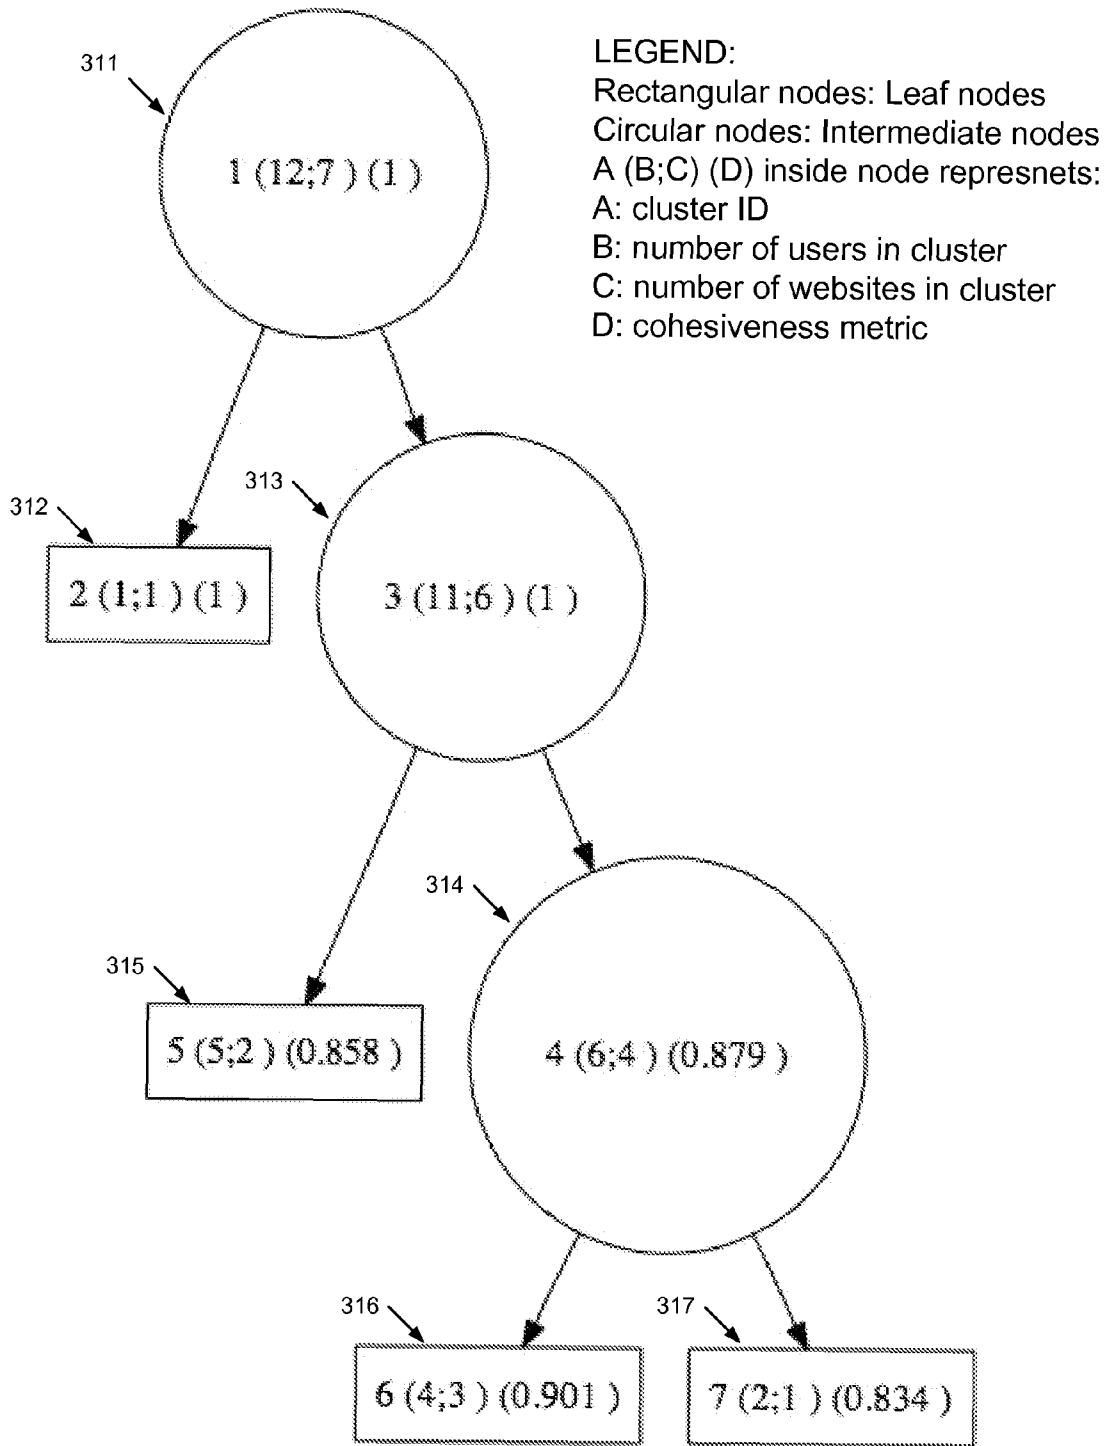 311
1 (12;7 ) (1 )
LEGEND:
Rectangular nodes: Leaf nodes
Circular nodes: Intermediate nodes
A (B;C) (D) inside node represnets:
A: cluster ID
B: number of users in cluster
C: number of websites in cluster
D: cohesiveness metric
312
2 (1;1 ) (1 )
313
3 (11;6 ) (1 )
314
4 (6;4 ) (0.879 )
315
5 (5;2 ) (0.858 )
316
6 (4;3 ) (0.901 )
317
7 (2;1 ) (0.834 )